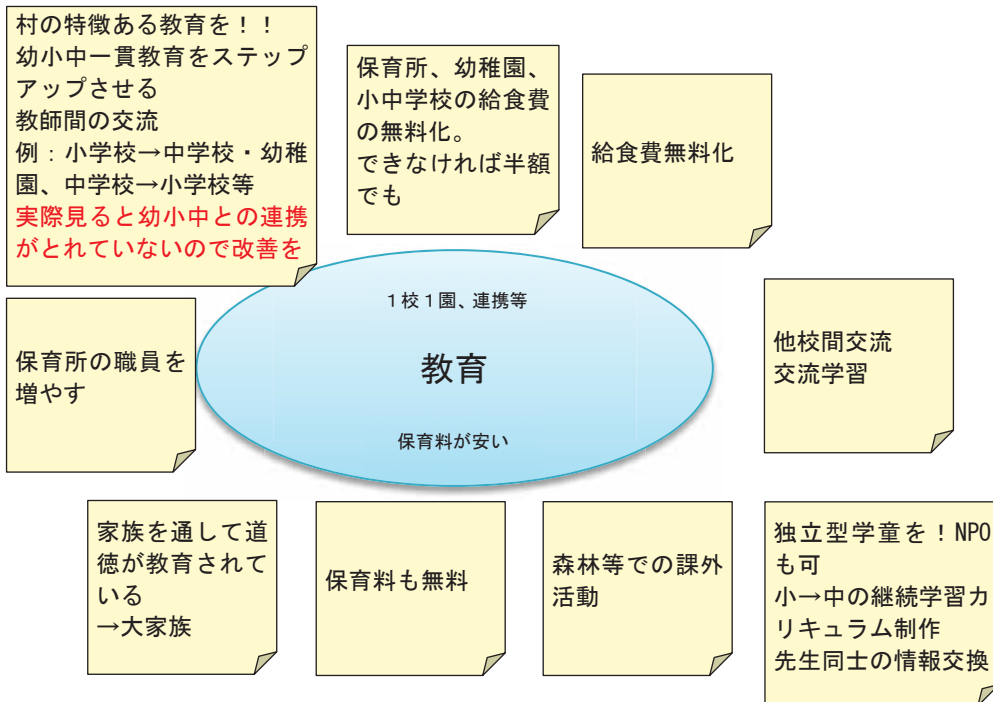 村の特徴ある教育を！！
幼小中一貫教育をステップ
アップさせる
教師間の交流
例：小学校→中学校・幼稚
園、中学校→小学校等
実際見ると幼小中との連携
がとれていないので改善を
保育所、幼稚園、
小中学校の給食費
の無料化。
できなければ半額
でも
給食費無料化
１校１園、連携等
教育
保育料が安い
保育所の職員を
増やす
他校間交流
交流学習
家族を通して道
徳が教育されて
いる
→大家族
保育料も無料
森林等での課外
活動
独立型学童を！NPO
も可
小→中の継続学習カ
リキュラム制作
先生同士の情報交換